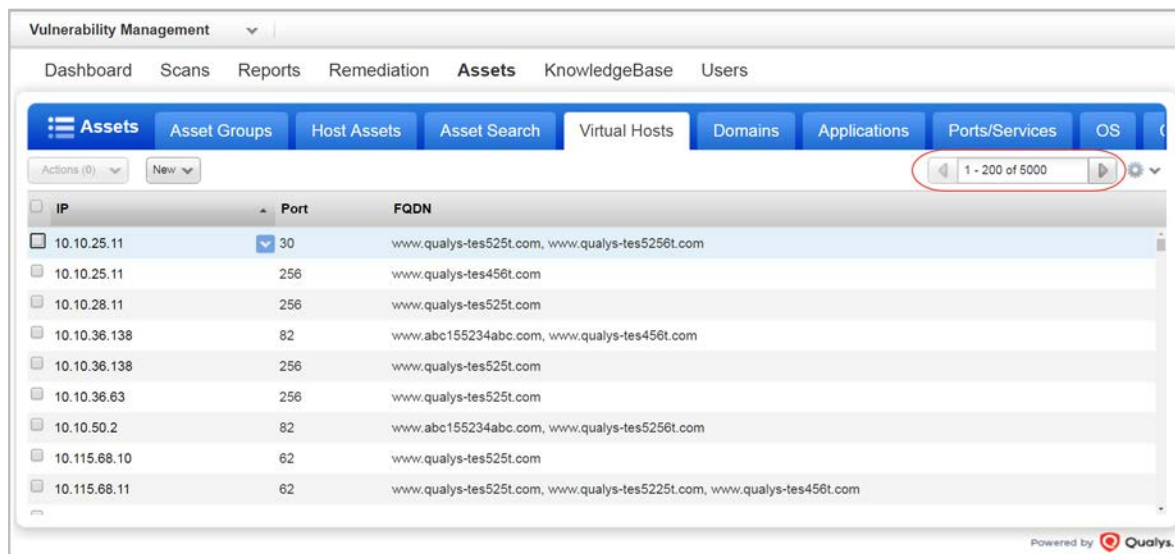 Vulnerability Management
Dashboard Scans Reports Remediation Assets KnowledgeBase Users
Assets Asset Groups Host Assets Asset Search Virtual Hosts Domains Applications Ports/Services OS
Actions (0) New 1 - 200 of 5000
IP Port FQDN
10.10.25.11 30 www.qualys-tes525t.com, www.qualys-tes5256t.com
10.10.25.11 256 www.qualys-tes456t.com
10.10.28.11 256 www.qualys-tes525t.com
10.10.36.138 82 www.abc155234abc.com, www.qualys-tes456t.com
10.10.36.138 256 www.qualys-tes525t.com
10.10.36.63 256 www.qualys-tes525t.com
10.10.50.2 82 www.abc155234abc.com, www.qualys-tes5256t.com
10.115.68.10 62 www.qualys-tes525t.com
10.115.68.11 62 www.qualys-tes525t.com, www.qualys-tes5225t.com, www.qualys-tes456t.com
Powered by Qualys.